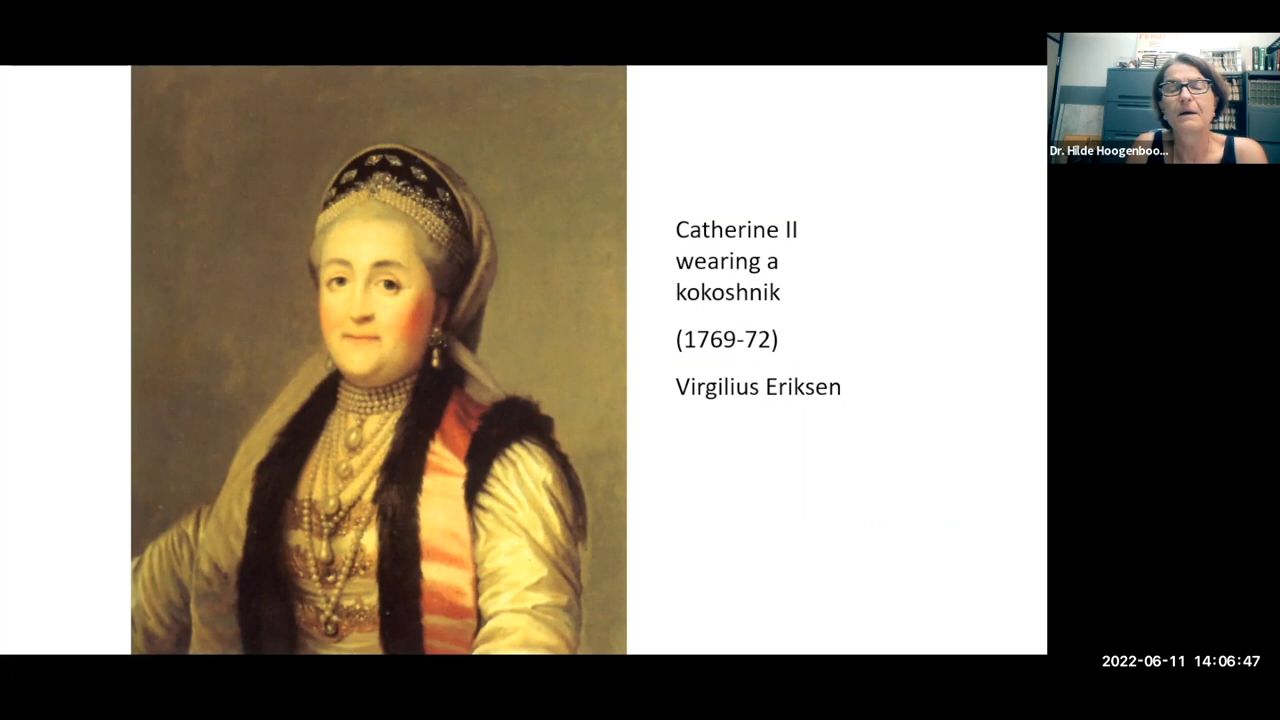 Catherine II
wearing a
kokoshnik
(1769-72)
Virgilius Eriksen
Dr. Hilde Hoogenboo...
2022-06-11 14:06:47